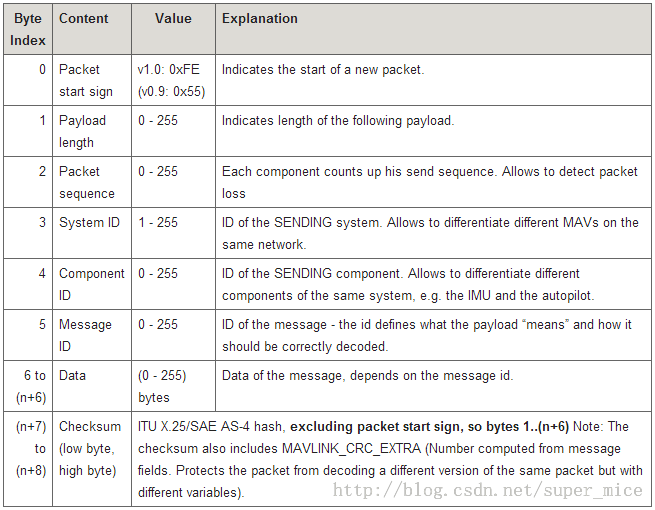 Byte Index Content Value Explanation
0 Packet start sign v1.0: 0xFE (v0.9: 0x55) Indicates the start of a new packet.
1 Payload length 0 - 255 Indicates length of the following payload.
2 Packet sequence 0 - 255 Each component counts up his send sequence. Allows to detect packet loss
3 System ID 1 - 255 ID of the SENDING system. Allows to differentiate different MAVs on the same network.
4 Component ID 0 - 255 ID of the SENDING component. Allows to differentiate different components of the same system, e.g. the IMU and the autopilot.
5 Message ID 0 - 255 ID of the message - the id defines what the payload “means” and how it should be correctly decoded.
6 to (n+6) Data (0 - 255) bytes Data of the message, depends on the message id.
(n+7) to (n+8) Checksum (low byte, high byte) ITU X.25/SAE AS-4 hash, excluding packet start sign, so bytes 1..(n+6) Note: The checksum also includes MAVLINK_CRC_EXTRA (Number computed from message fields. Protects the packet from decoding a different version of the same packet but with different variables).
http://blog.csdn.net/super_mice